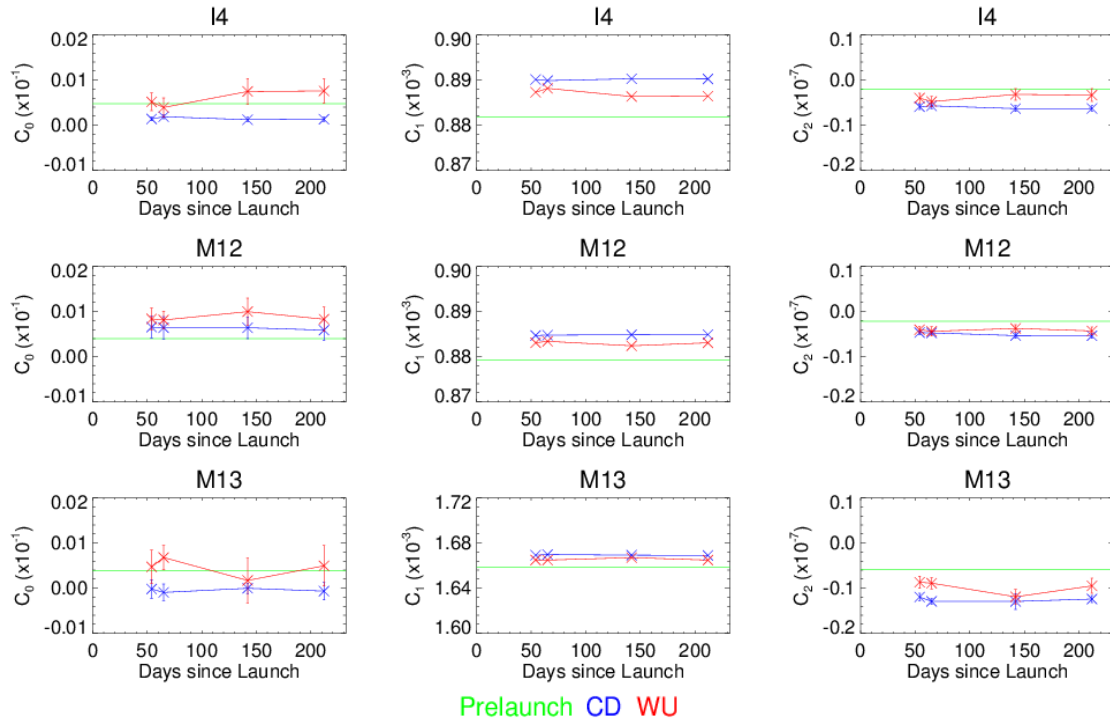 I4 I4 I4
0.02 0.90 0.1
0.01 0.89 0.0
0.00 0.88 -0.1
-0.01 0.87 -0.2
C0 (x10-1) C1 (x10-3) C2 (x10-7)
0 50 100 150 200 0 50 100 150 200 0 50 100 150 200
Days since Launch Days since Launch Days since Launch
M12 M12 M12
0.02 0.90 0.1
0.01 0.89 0.0
0.00 0.88 -0.1
-0.01 0.87 -0.2
C0 (x10-1) C1 (x10-3) C2 (x10-7)
0 50 100 150 200 0 50 100 150 200 0 50 100 150 200
Days since Launch Days since Launch Days since Launch
M13 M13 M13
0.02 1.72 0.1
0.01 1.68 0.0
0.00 1.64 -0.1
-0.01 1.60 -0.2
C0 (x10-1) C1 (x10-3) C2 (x10-7)
0 50 100 150 200 0 50 100 150 200 0 50 100 150 200
Days since Launch Days since Launch Days since Launch
Prelaunch CD WU